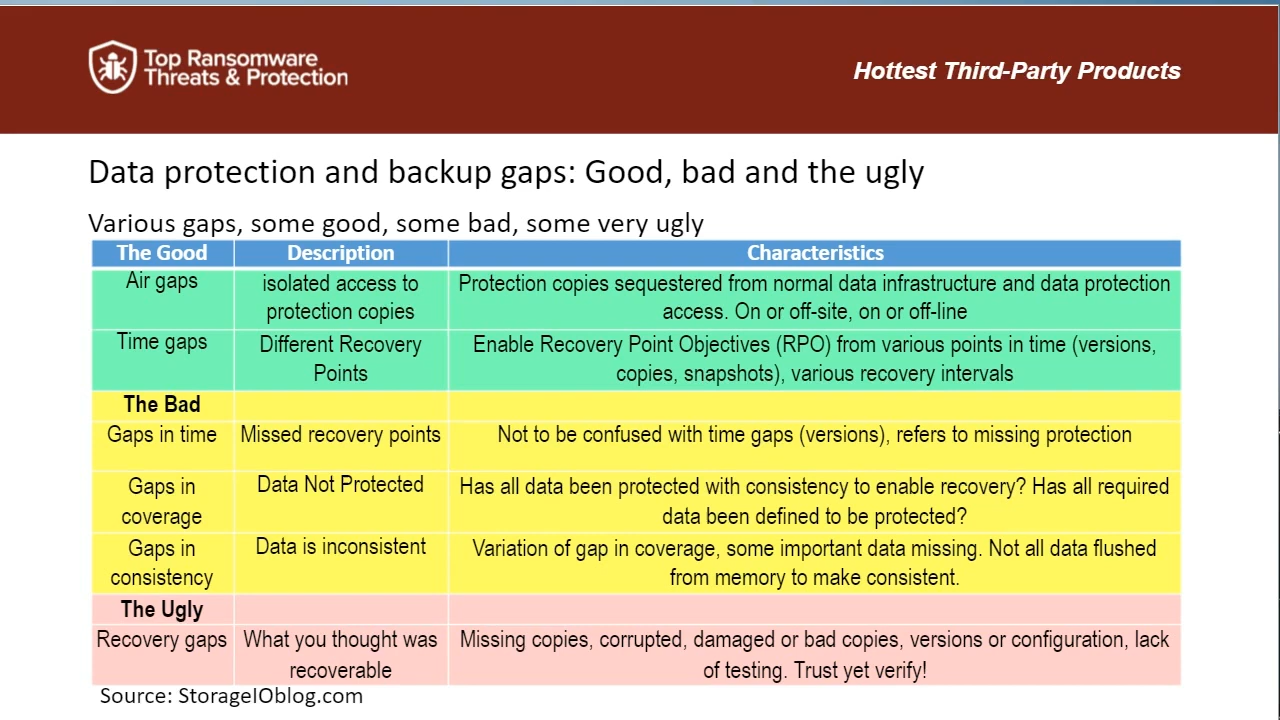 Top Ransomware
Threats & Protection
Hottest Third-Party Products
Data protection and backup gaps: Good, bad and the ugly
Various gaps, some good, some bad, some very ugly
The Good
Description
Characteristics
Air gaps
isolated access to
protection copies
Protection copies sequestered from normal data infrastructure and data protection
access. On or off-site, on or off-line
Time gaps
Different Recovery
Points
Enable Recovery Point Objectives (RPO) from various points in time (versions,
copies, snapshots), various recovery intervals
The Bad
Gaps in time
Missed recovery points
Not to be confused with time gaps (versions), refers to missing protection
Gaps in
coverage
Data Not Protected
Has all data been protected with consistency to enable recovery? Has all required
data been defined to be protected?
Gaps in
consistency
Data is inconsistent
Variation of gap in coverage, some important data missing. Not all data flushed
from memory to make consistent.
The Ugly
Recovery gaps
What you thought was
recoverable
Missing copies, corrupted, damaged or bad copies, versions or configuration, lack
of testing. Trust yet verify!
Source: StorageIOblog.com